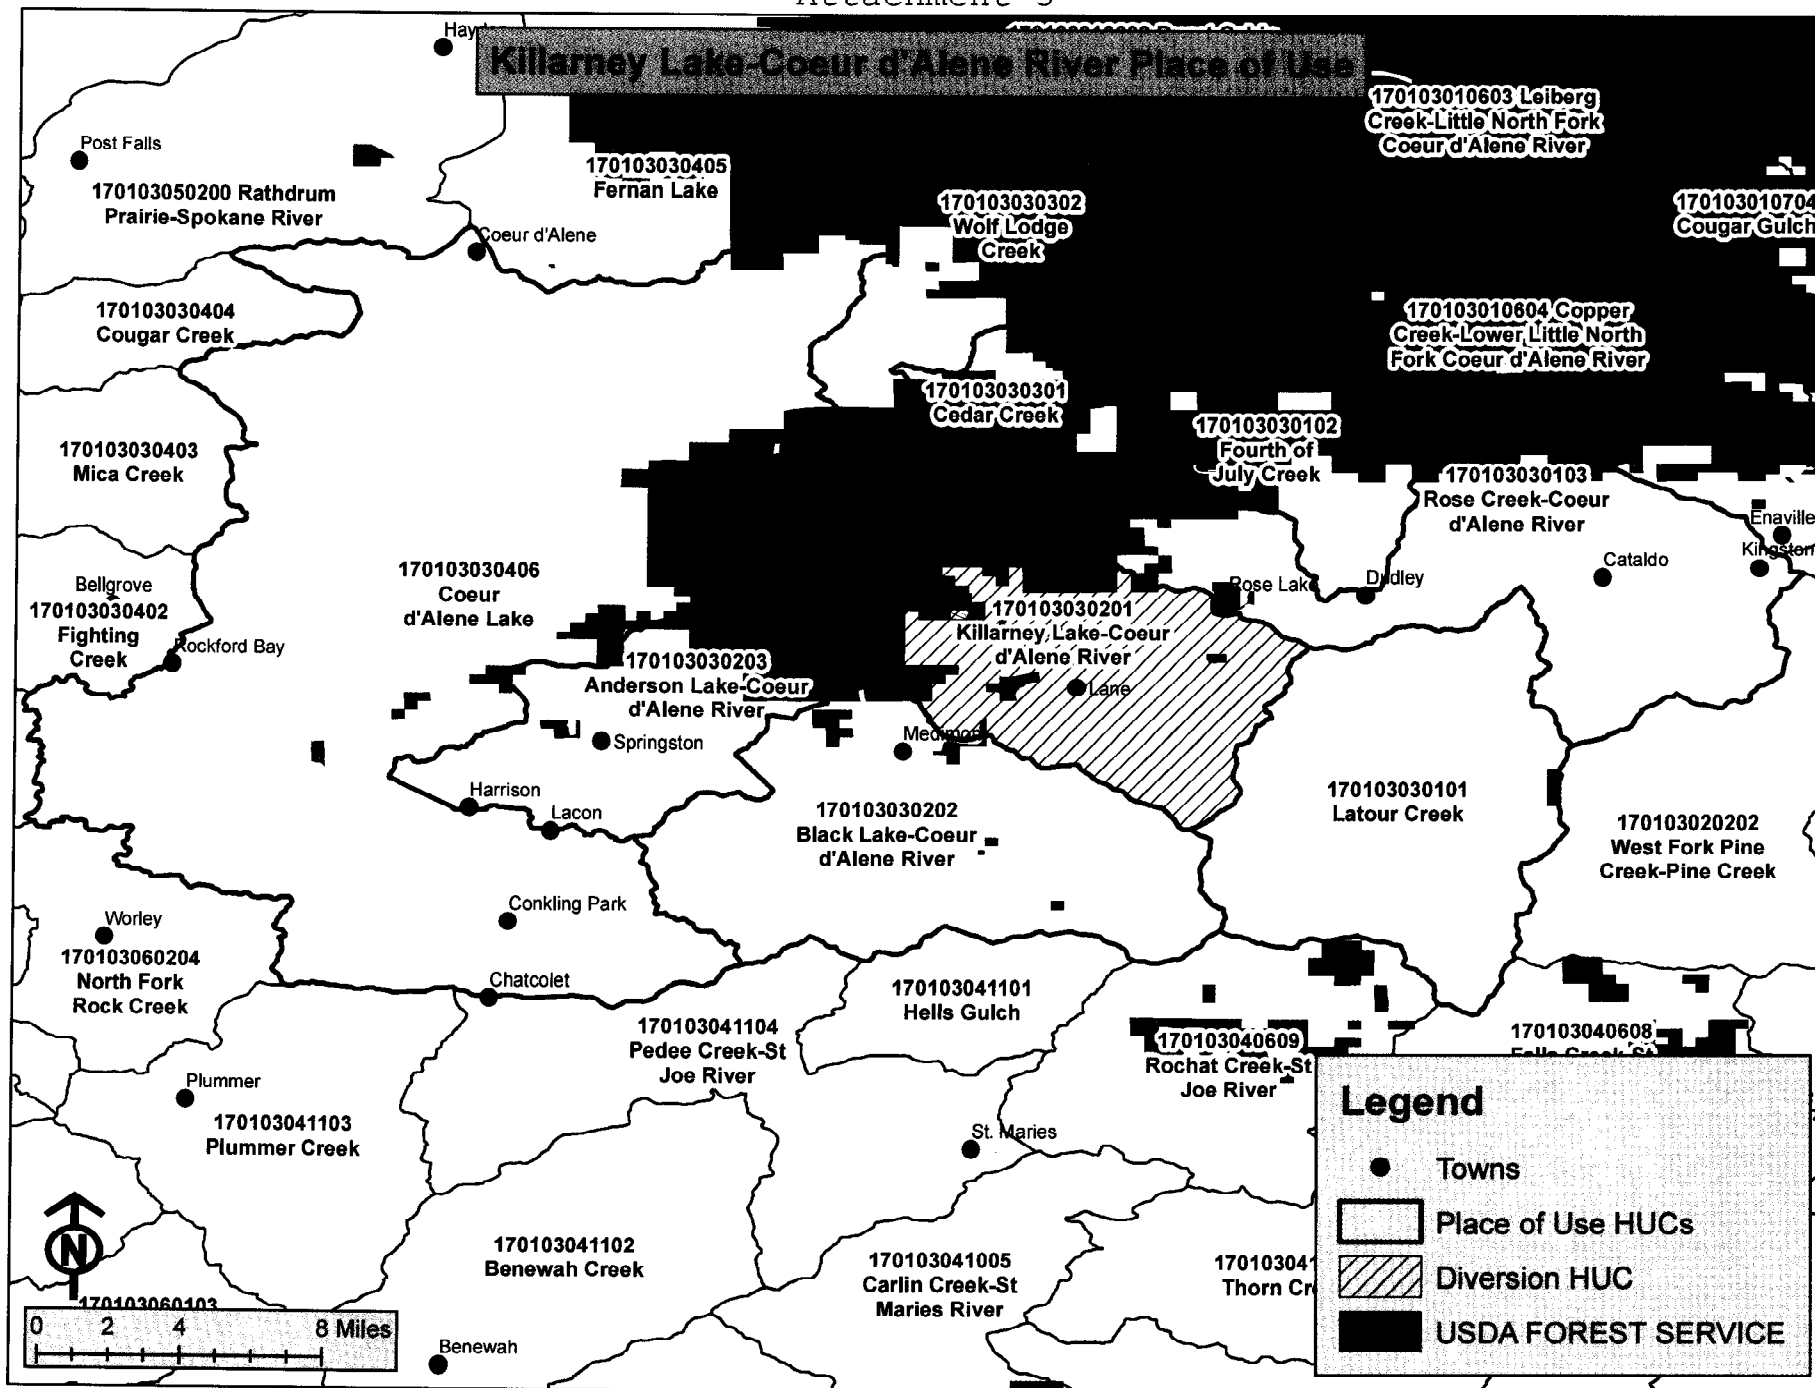 Attachment
Killarney Lake-Coeur d'Alene River Place of Use
Post Falls
170103050200 Rathdrum
Prairie-Spokane River
170103030405
Fernan Lake
Coeur d'Alene
170103030302
Wolf Lodge
Creek
170103010603 Leiberg
Creek-Little North Fork
Coeur d'Alene River
170103010704
Cougar Gulch
170103030404
Cougar Creek
170103010604 Copper
Creek-Lower Little North
Fork Coeur d'Alene River
170103030301
Cedar Creek
170103030403
Mica Creek
170103030102
Fourth of
July Creek
170103030103
Rose Creek-Coeur
d'Alene River
Enaville
Kingston
Cataldo
Dudley
Rose Lake
Bellgrove
170103030402
Fighting
Creek
Rockford Bay
170103030406
Coeur
d'Alene Lake
170103030201
Killarney Lake-Coeur
d'Alene River
Lane
170103030203
Anderson Lake-Coeur
d'Alene River
Springston
Medimont
Harrison
Lacon
170103030202
Black Lake-Coeur
d'Alene River
170103030101
Latour Creek
170103020202
West Fork Pine
Creek-Pine Creek
Conkling Park
Worley
170103060204
North Fork
Rock Creek
Chatcolet
170103041101
Hells Gulch
170103041104
Pedee Creek-St
Joe River
170103040609
Rochat Creek-St
Joe River
170103040608
Falls Creek-St
Plummer
170103041103
Plummer Creek
St. Maries
170103041102
Benewah Creek
170103041005
Carlin Creek-St
Maries River
170103041
Thorn Cr
N
170103060103
0 2 4 8 Miles
Benewah
Legend
Towns
Place of Use HUCs
Diversion HUC
USDA FOREST SERVICE